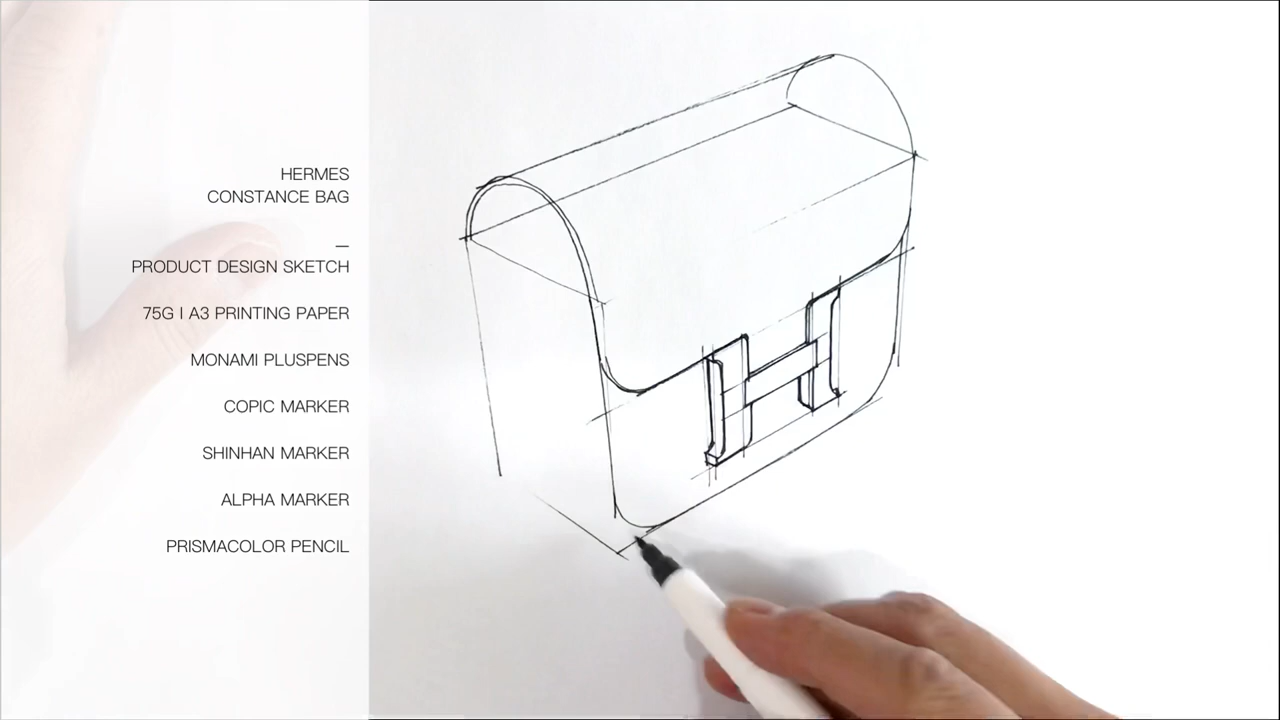 HERMES
CONSTANCE BAG
—
PRODUCT DESIGN SKETCH
75G I A3 PRINTING PAPER
MONAMI PLUSPENS
COPIC MARKER
SHINHAN MARKER
ALPHA MARKER
PRISMACOLOR PENCIL
H